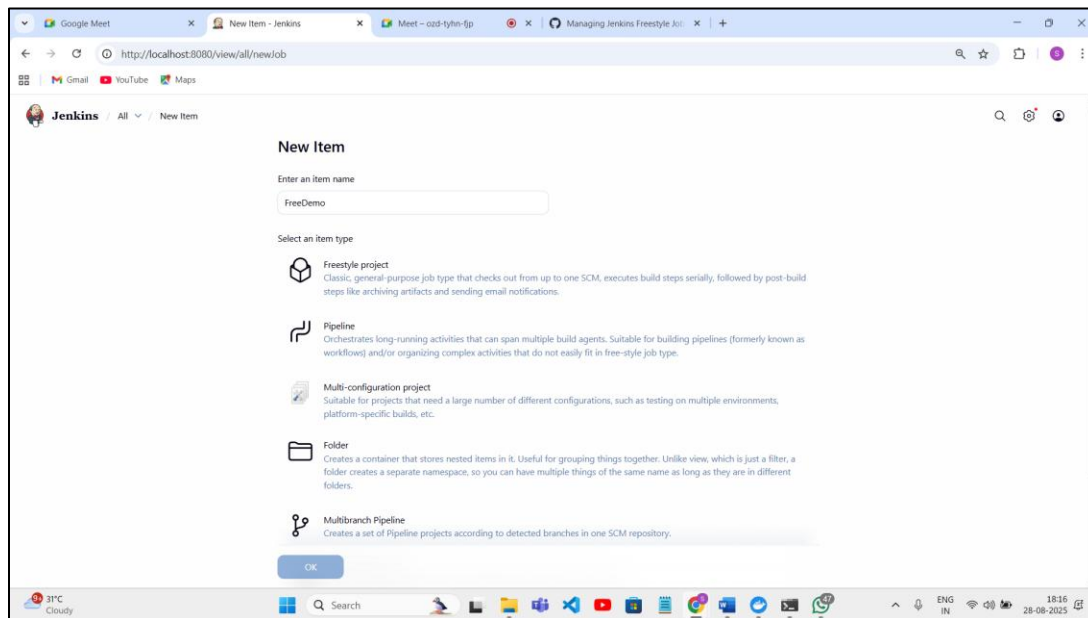 Google Meet
New Item - Jenkins
Meet – ozd-tyhn-fjp
Managing Jenkins Freestyle Jo
http://localhost:8080/view/all/newJob
Gmail
YouTube
Maps
Jenkins / All / New Item
New Item
Enter an item name
FreeDemo
Select an item type
Freestyle project
Classic, general-purpose job type that checks out from up to one SCM, executes build steps serially, followed by post-build
steps like archiving artifacts and sending email notifications.
Pipeline
Orchestrates long-running activities that can span multiple build agents. Suitable for building pipelines (formerly known as
workflows) and/or organizing complex activities that do not easily fit in free-style job type.
Multi-configuration project
Suitable for projects that need a large number of different configurations, such as testing on multiple environments,
platform-specific builds, etc.
Folder
Creates a container that stores nested items in it. Useful for grouping things together. Unlike view, which is just a filter, a
folder creates a separate namespace, so you can have multiple things of the same name as long as they are in different
folders.
Multibranch Pipeline
Creates a set of Pipeline projects according to detected branches in one SCM repository.
OK
9+
31°C
Cloudy
Search
47
ENG
IN
18:16
28-08-2025